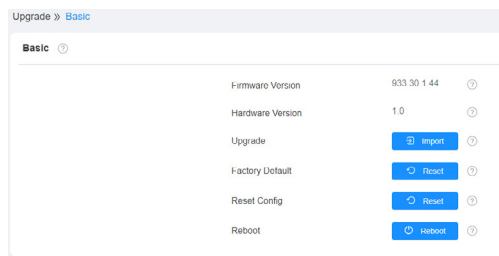 Upgrade » Basic
Basic
Firmware Version 933.30.1.44
Hardware Version 1.0
Upgrade Import
Factory Default Reset
Reset Config Reset
Reboot Reboot